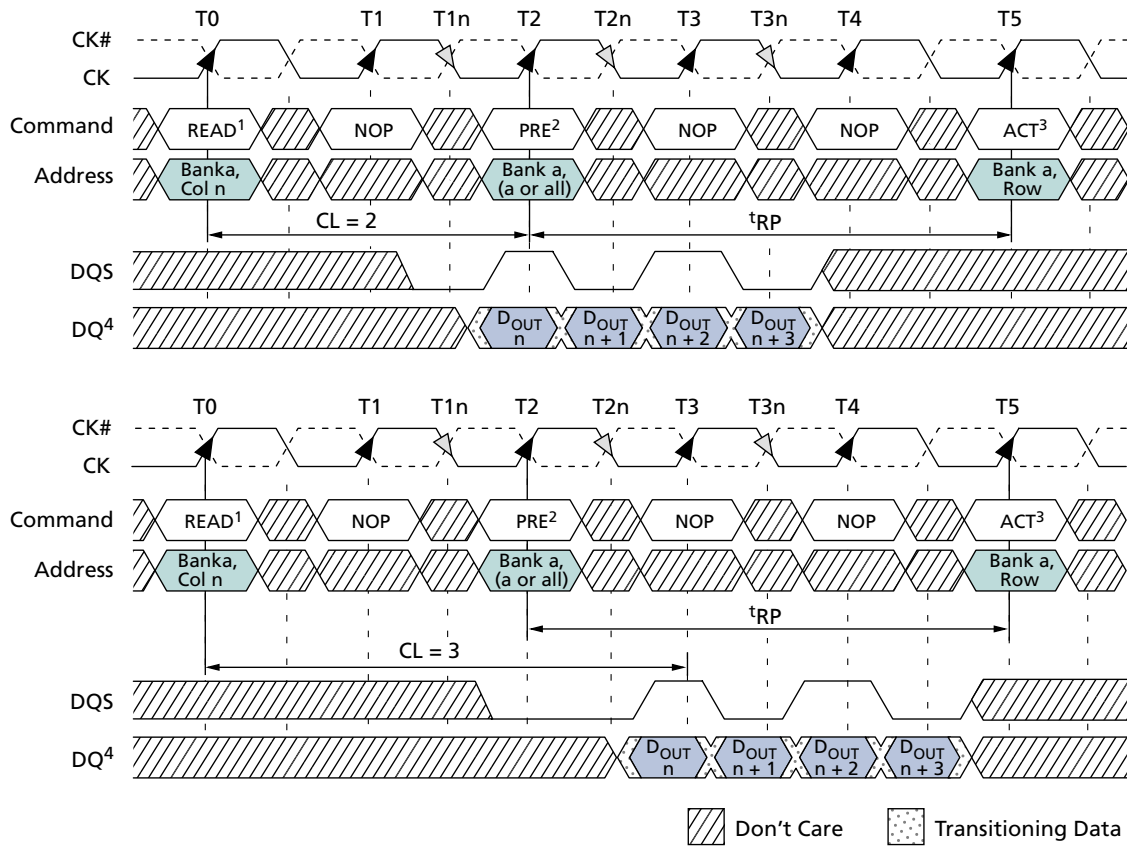 T0 T1 T1n T2 T2n T3 T3n T4 T5
CK#
CK
Command READ1 NOP PRE2 NOP NOP ACT3
Address Banka, Col n Bank a, (a or all) Bank a, Row
CL = 2 tRP
DQS
DQ4 DOUT n DOUT n + 1 DOUT n + 2 DOUT n + 3
T0 T1 T1n T2 T2n T3 T3n T4 T5
CK#
CK
Command READ1 NOP PRE2 NOP NOP ACT3
Address Banka, Col n Bank a, (a or all) Bank a, Row
tRP
CL = 3
DQS
DQ4 DOUT n DOUT n + 1 DOUT n + 2 DOUT n + 3
Don't Care Transitioning Data